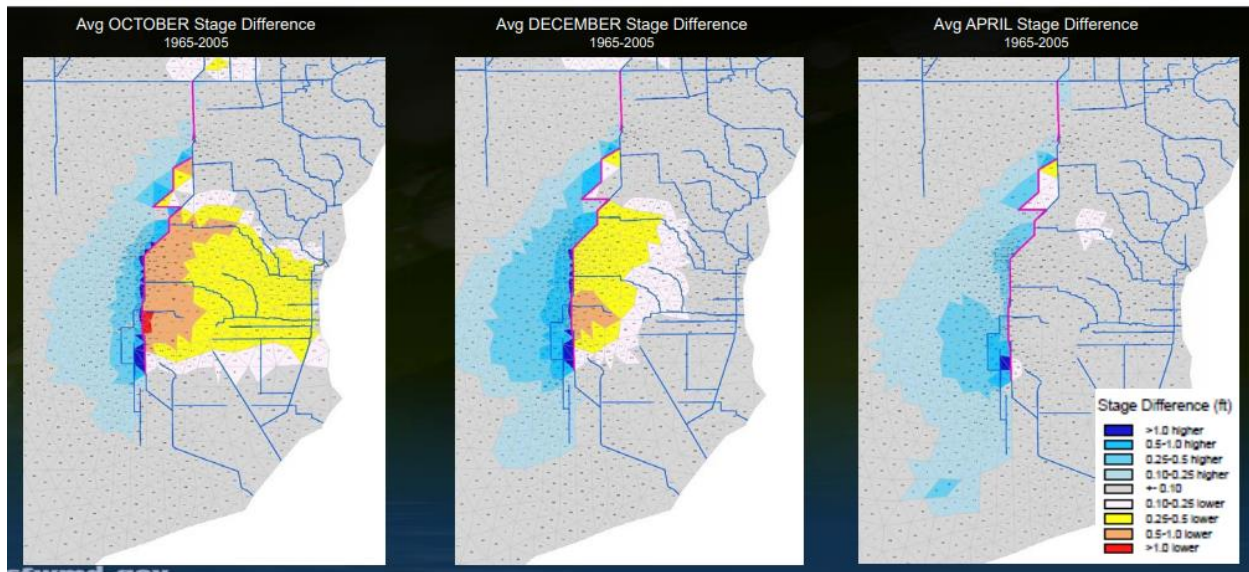 Avg OCTOBER Stage Difference
1965-2005
Avg DECEMBER Stage Difference
1965-2005
Avg APRIL Stage Difference
1965-2005
Stage Difference (ft)
>1.0 higher
0.5-1.0 higher
0.25-0.5 higher
0.10-0.25 higher
+- 0.10
0.10-0.25 lower
0.25-0.5 lower
0.5-1.0 lower
>1.0 lower